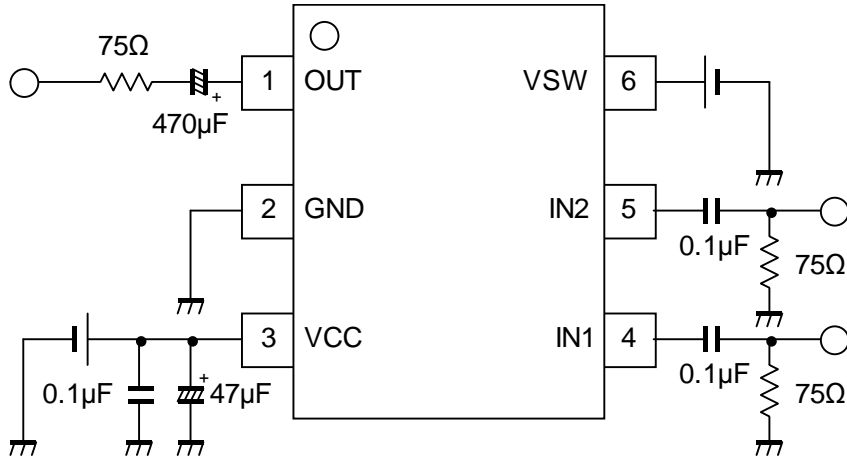 75Ω
1 OUT
VSW 6
+
470µF
2 GND
IN2 5
0.1µF
75Ω
3 VCC
IN1 4
0.1µF
+
47µF
0.1µF
75Ω